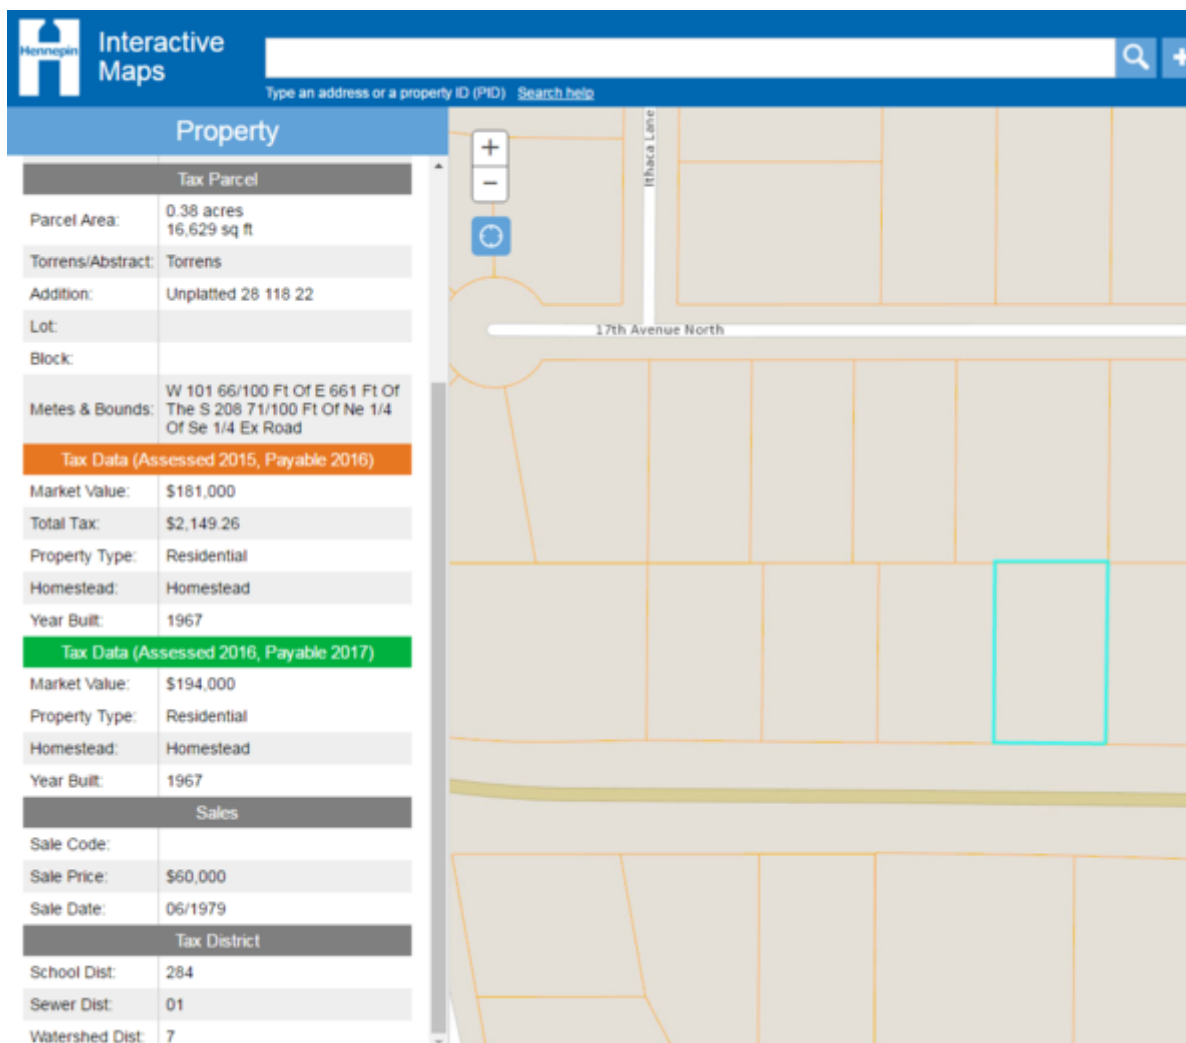 Hennepin
Interactive
Maps
Type an address or a property ID (PID) Search help
Property
Tax Parcel
Parcel Area: 0.38 acres
16,629 sq ft
Torrens/Abstract: Torrens
Addition: Unplatted 28 118 22
Lot:
Block:
Metes & Bounds: W 101 66/100 Ft Of E 661 Ft Of
The S 208 71/100 Ft Of Ne 1/4
Of Se 1/4 Ex Road
Tax Data (Assessed 2015, Payable 2016)
Market Value: $181,000
Total Tax: $2,149.26
Property Type: Residential
Homestead: Homestead
Year Built: 1967
Tax Data (Assessed 2016, Payable 2017)
Market Value: $194,000
Property Type: Residential
Homestead: Homestead
Year Built: 1967
Sales
Sale Code:
Sale Price: $60,000
Sale Date: 06/1979
Tax District
School Dist: 284
Sewer Dist: 01
Watershed Dist: 7
+
−
Ithaca Lane
17th Avenue North